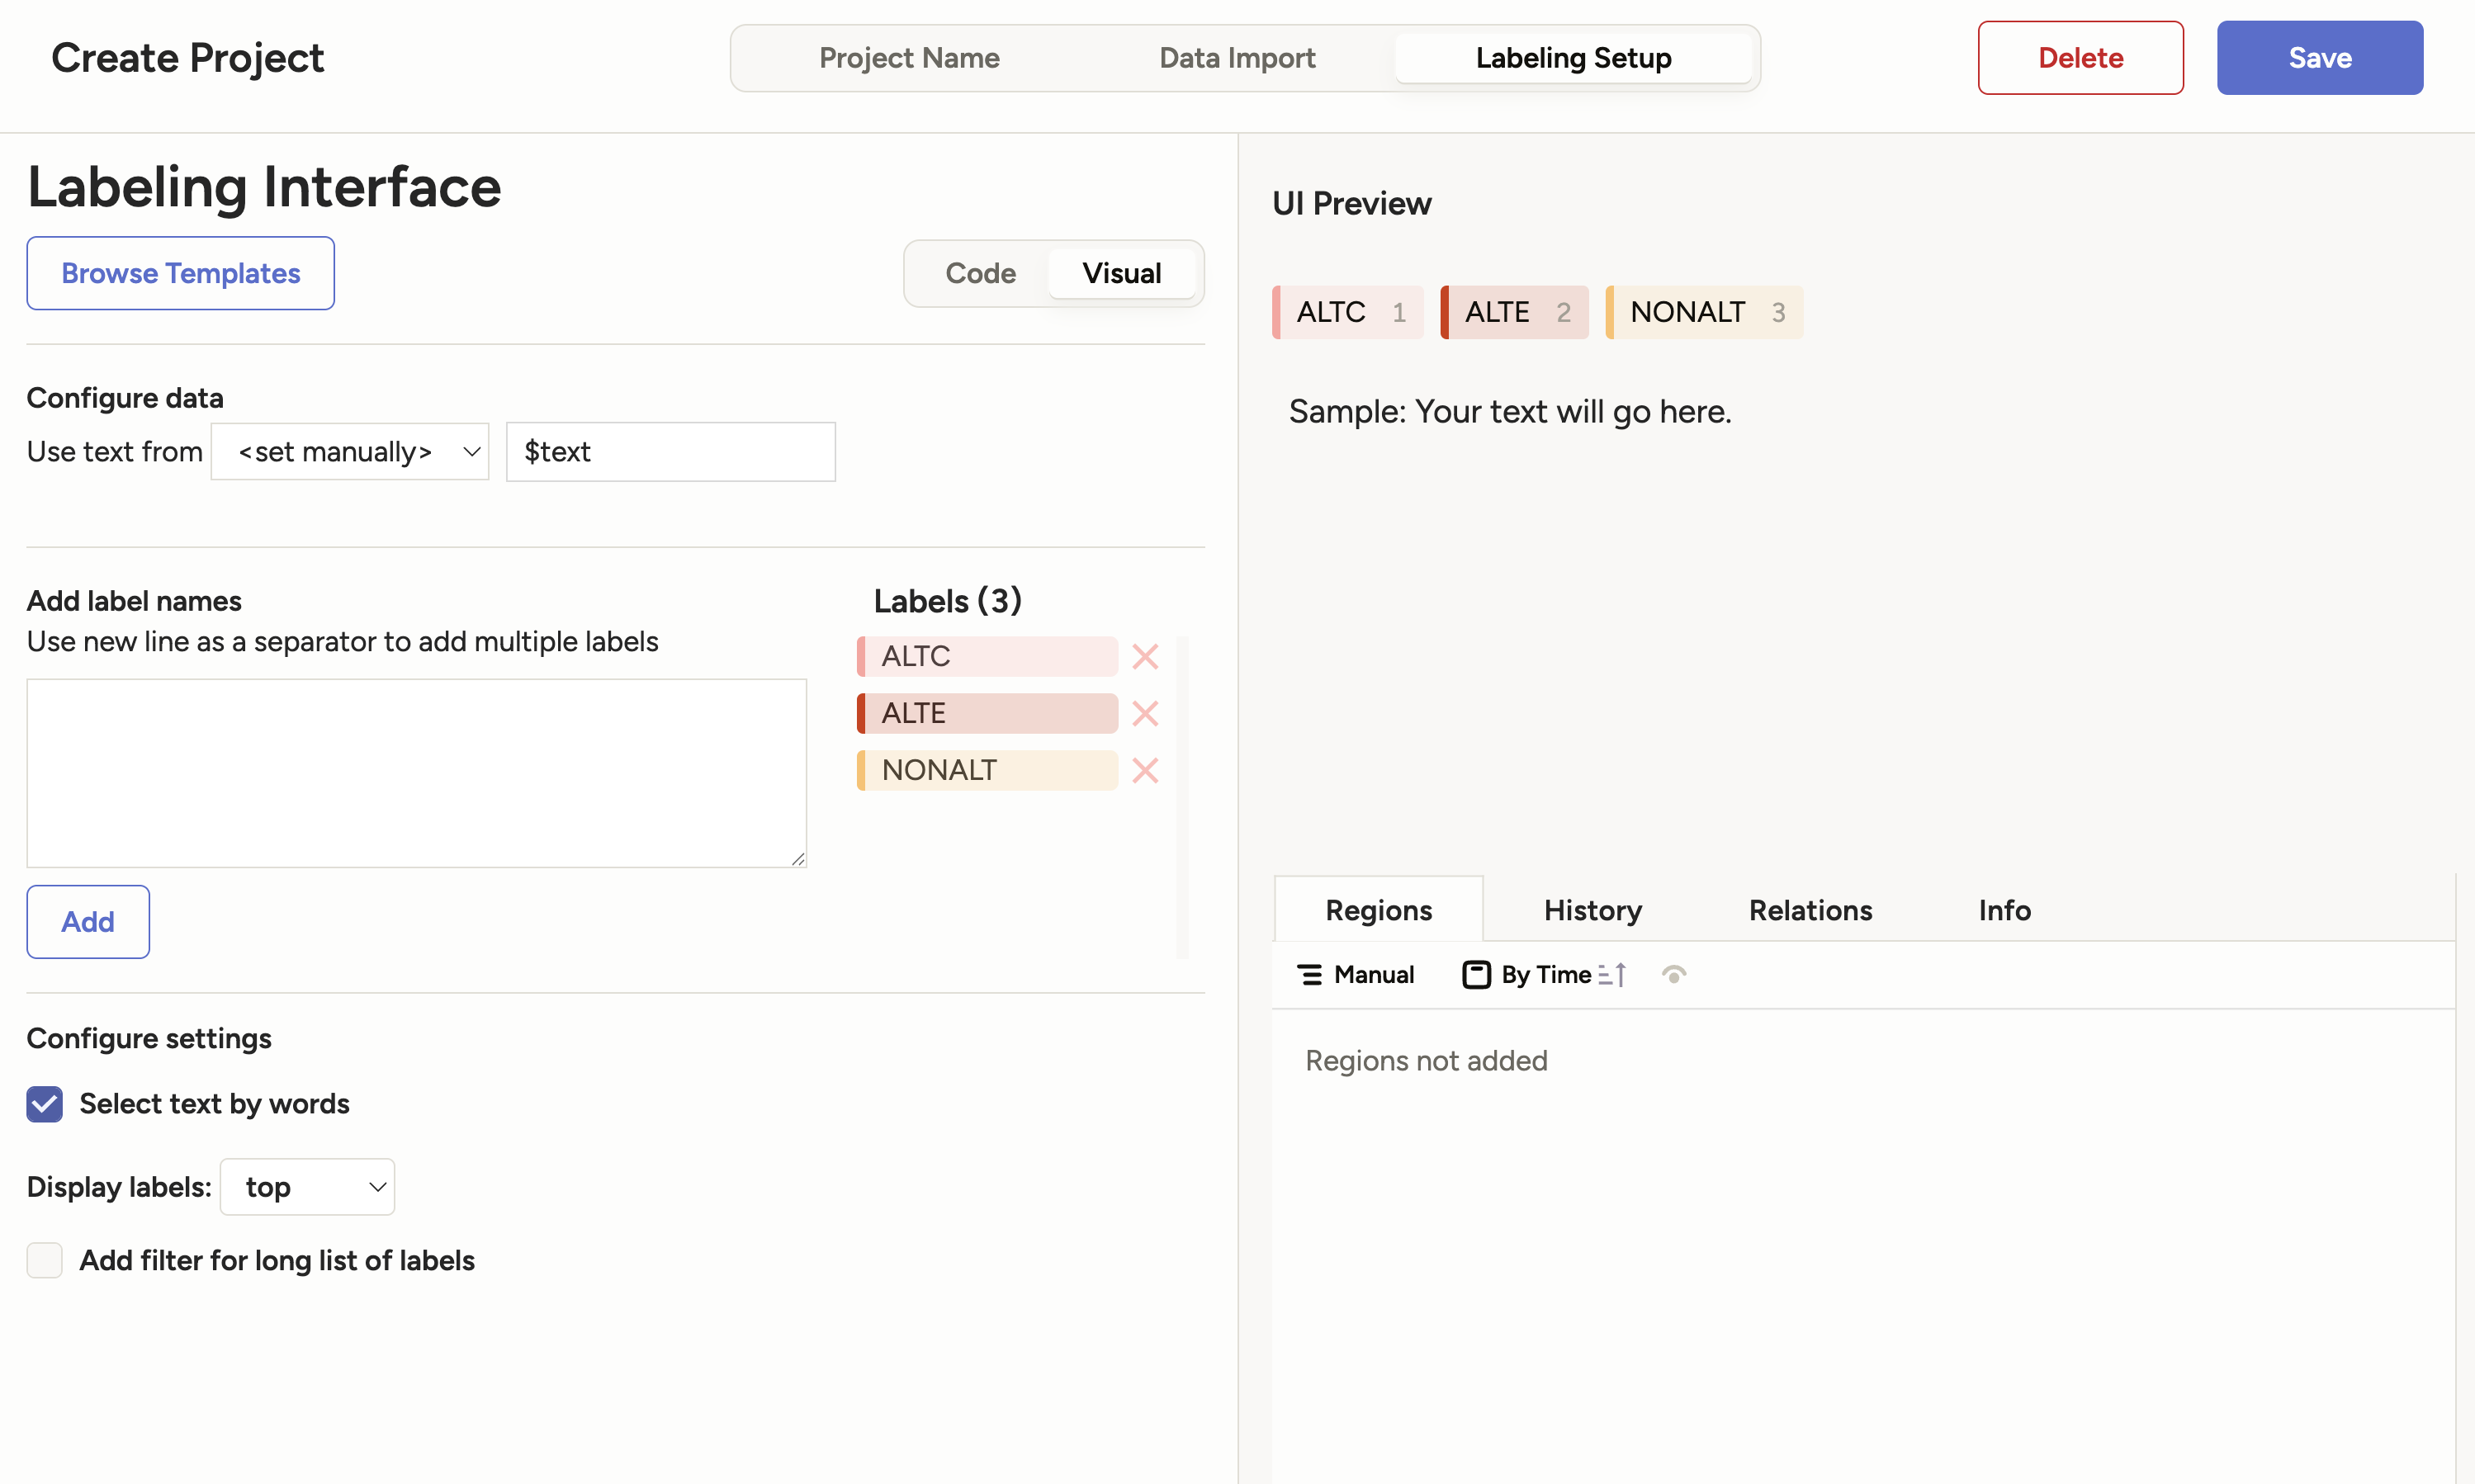 Create Project
Project Name
Data Import
Labeling Setup
Delete
Save
Labeling Interface
Browse Templates
Code
Visual
Configure data
Use text from
<set manually>
$text
Add label names
Use new line as a separator to add multiple labels
Add
Labels (3)
ALTC
ALTE
NONALT
Configure settings
Select text by words
Display labels:
top
Add filter for long list of labels
UI Preview
ALTC 1
ALTE 2
NONALT 3
Sample: Your text will go here.
Regions
History
Relations
Info
Manual
By Time
Regions not added